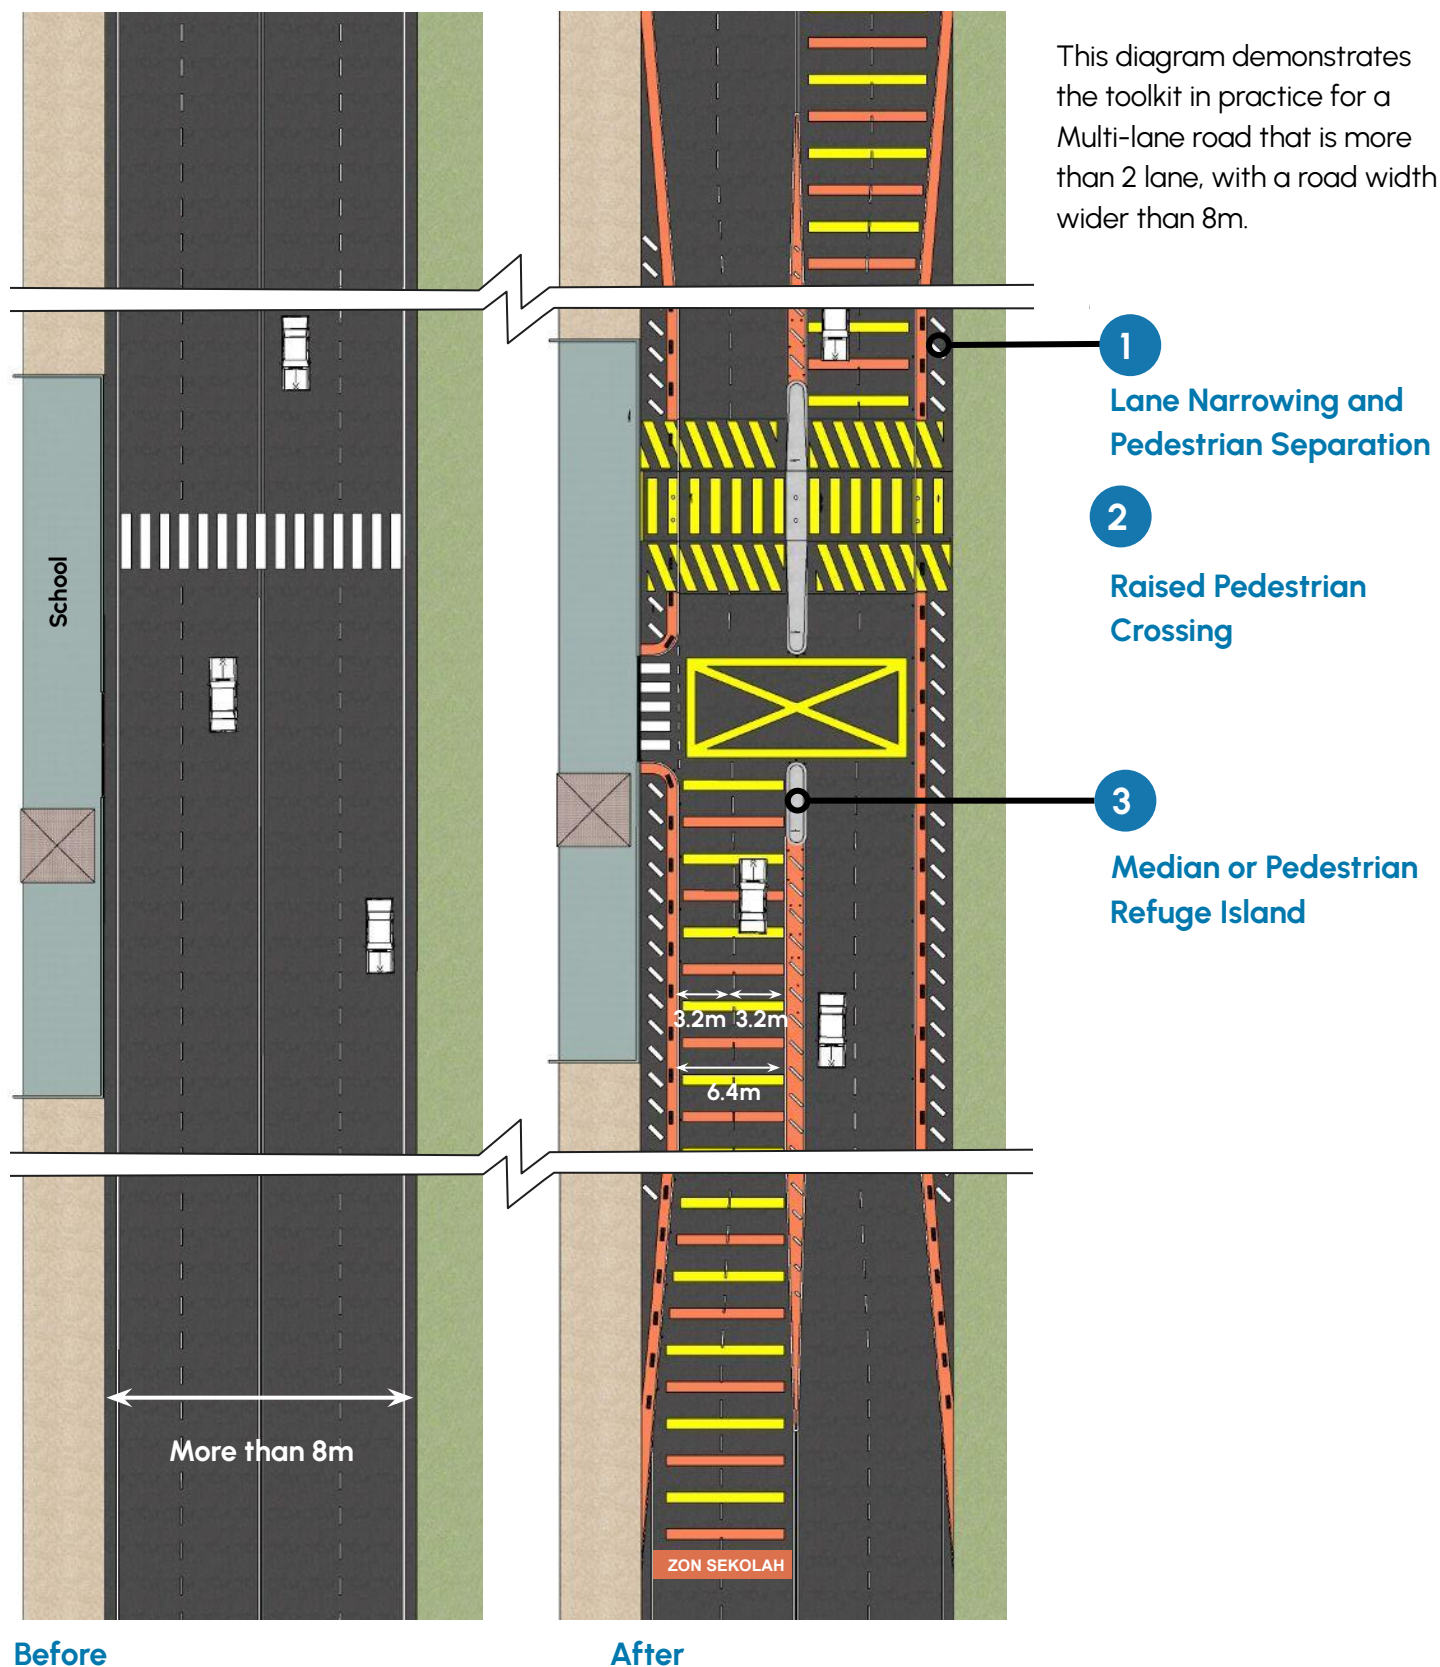 This diagram demonstrates
the toolkit in practice for a
Multi-lane road that is more
than 2 lane, with a road width
wider than 8m.
1
Lane Narrowing and
Pedestrian Separation
2
Raised Pedestrian
Crossing
3
Median or Pedestrian
Refuge Island
School
3.2m 3.2m
6.4m
More than 8m
ZON SEKOLAH
Before
After